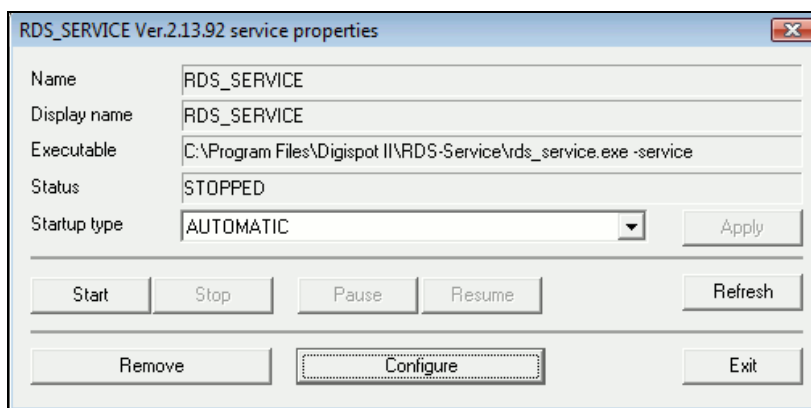 RDS_SERVICE Ver.2.13.92 service properties
Name RDS_SERVICE
Display name RDS_SERVICE
Executable C:\Program Files\Digispot II\RDS-Service\rds_service.exe -service
Status STOPPED
Startup type AUTOMATIC Apply
Start Stop Pause Resume Refresh
Remove Configure Exit